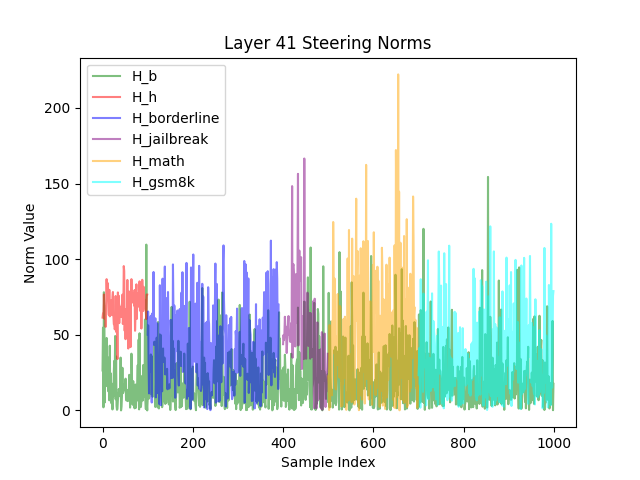 Layer 41 Steering Norms
H_b
H_h
H_borderline
H_jailbreak
H_math
H_gsm8k
Norm Value
200
150
100
50
0
0
200
400
600
800
1000
Sample Index